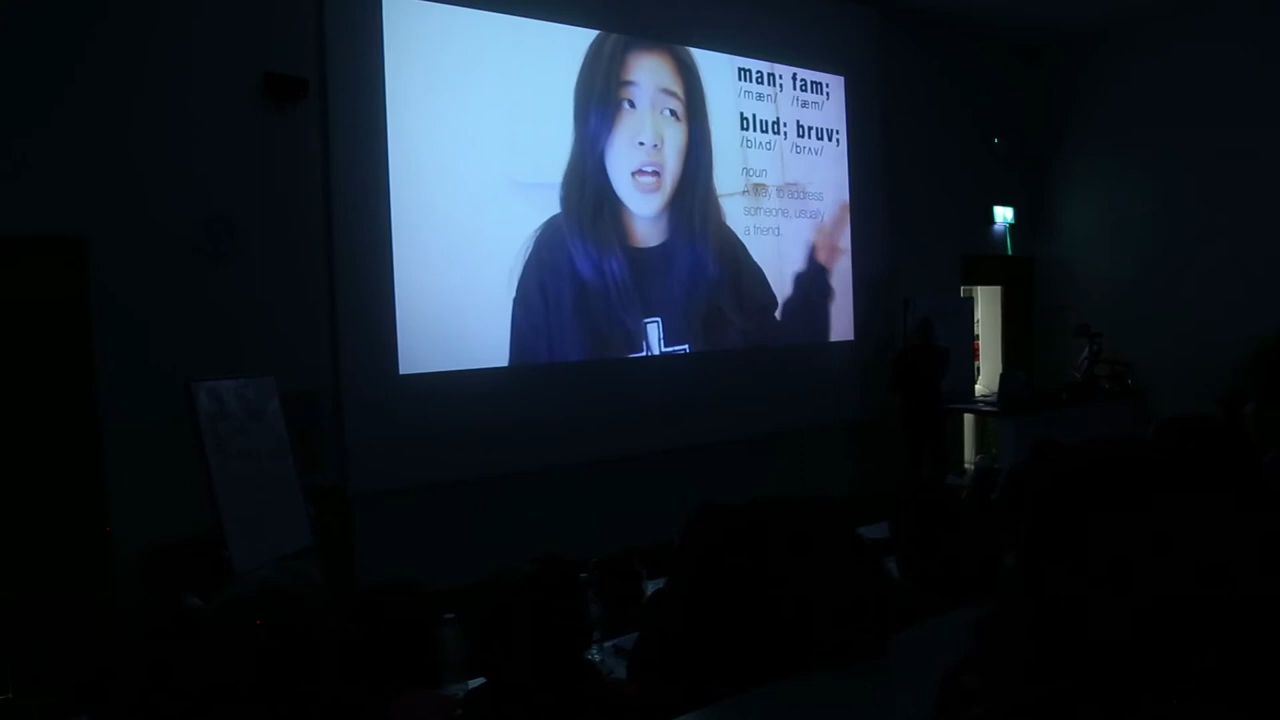 man; fam;
/mæn/ /fæm/
blud; bruv;
/blʌd/ /brʌv/
noun
A way to address
someone, usually
a friend.